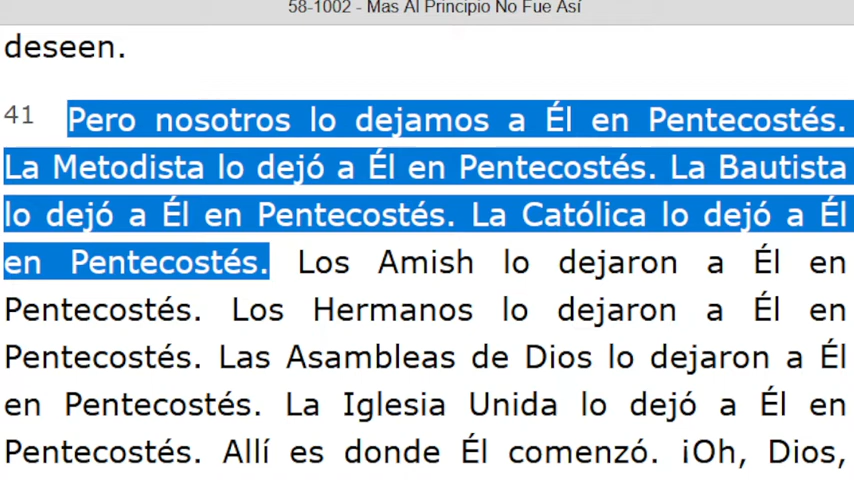 58-1002 - Mas Al Principio No Fue Así
deseen.
41 Pero nosotros lo dejamos a Él en Pentecostés.
La Metodista lo dejó a Él en Pentecostés. La Bautista
lo dejó a Él en Pentecostés. La Católica lo dejó a Él
en Pentecostés. Los Amish lo dejaron a Él en
Pentecostés. Los Hermanos lo dejaron a Él en
Pentecostés. Las Asambleas de Dios lo dejaron a Él
en Pentecostés. La Iglesia Unida lo dejó a Él en
Pentecostés. Allí es donde Él comenzó. ¡Oh, Dios,